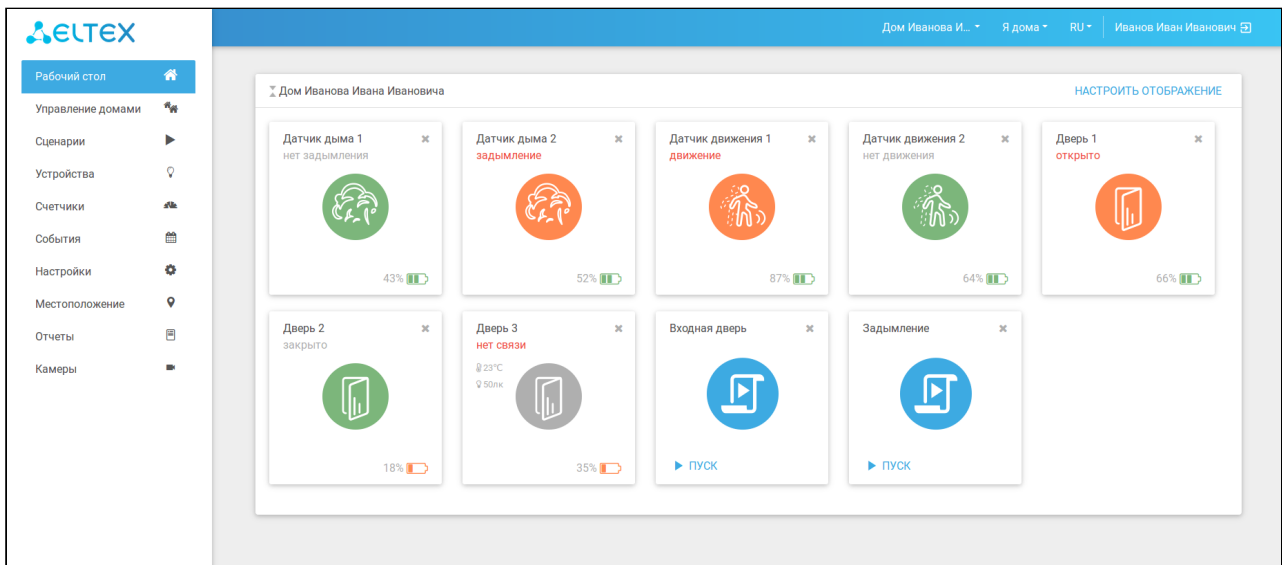 ELTEX
Дом Иванова И... Я дома RU Иванов Иван Иванович
Рабочий стол
Управление домами
Сценарии
Устройства
Счетчики
События
Настройки
Местоположение
Отчеты
Камеры
Дом Иванова Ивана Ивановича НАСТРОИТЬ ОТОБРАЖЕНИЕ
Датчик дыма 1
нет задымления
43%
Датчик дыма 2
задымление
52%
Датчик движения 1
движение
87%
Датчик движения 2
нет движения
64%
Дверь 1
открыто
66%
Дверь 2
закрыто
18%
Дверь 3
нет связи
23°C
50лк
35%
Входная дверь
ПУСК
Задымление
ПУСК